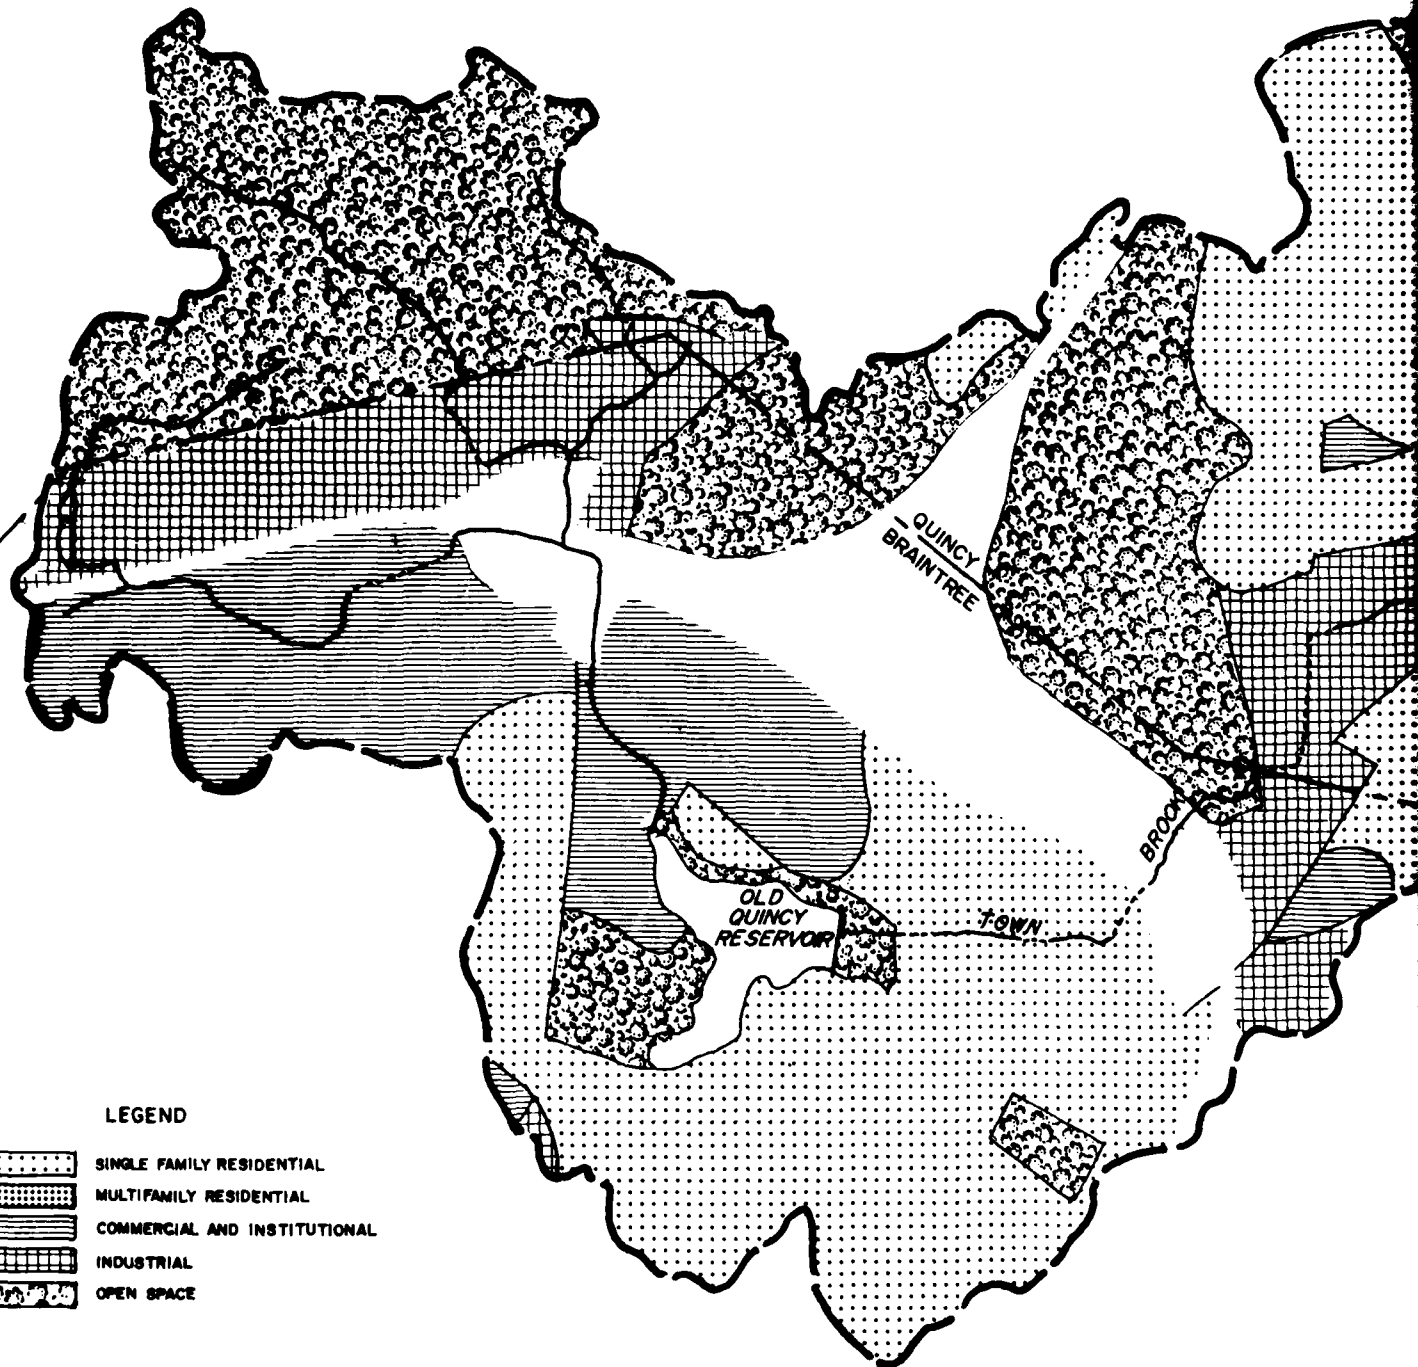 QUINCY
BRAINTREE
BROOK
OLD
QUINCY
RESERVOIR
TOWN
LEGEND
SINGLE FAMILY RESIDENTIAL
MULTIFAMILY RESIDENTIAL
COMMERCIAL AND INSTITUTIONAL
INDUSTRIAL
OPEN SPACE